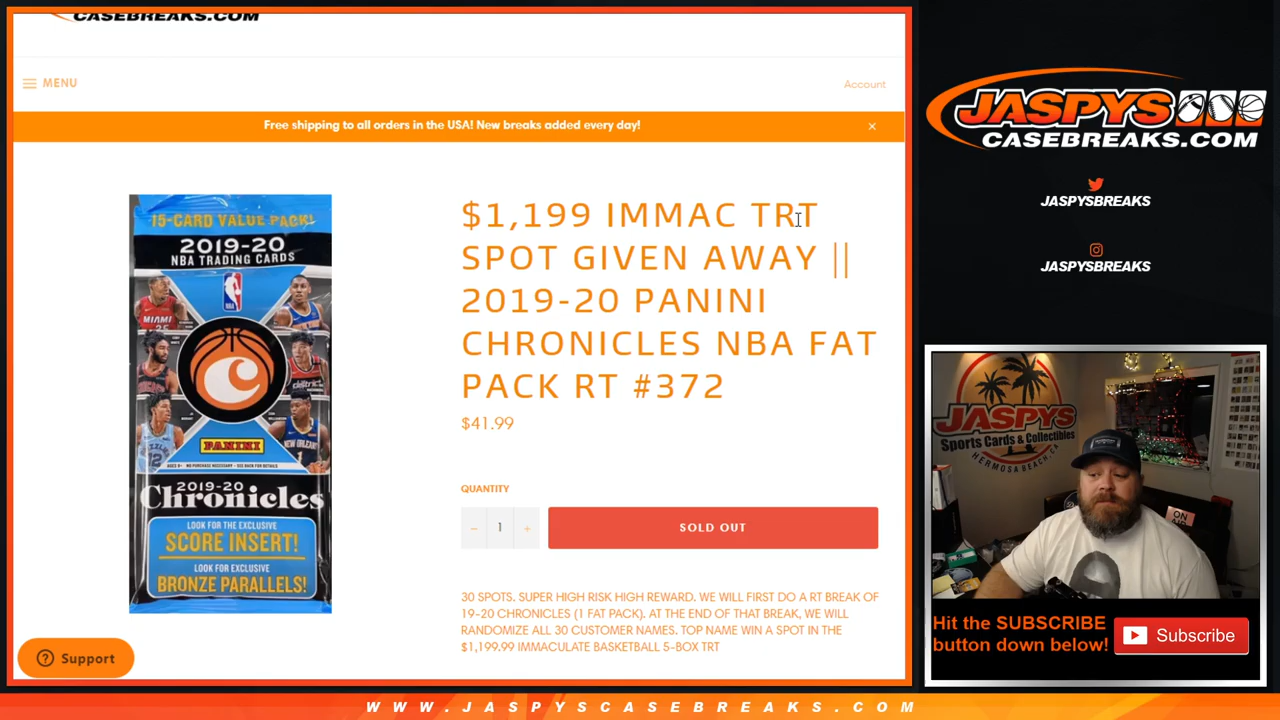 CASEBREAKS.COM
MENU
Account
Free shipping to all orders in the USA! New breaks added every day!
×
15-CARD VALUE PACK!
2019-20
NBA TRADING CARDS
NBA
MIAMI
PANINI
2019-20
Chronicles
LOOK FOR THE EXCLUSIVE
SCORE INSERT!
LOOK FOR EXCLUSIVE
BRONZE PARALLELS!
$1,199 IMMAC TRT
SPOT GIVEN AWAY ||
2019-20 PANINI
CHRONICLES NBA FAT
PACK RT #372
$41.99
QUANTITY
− 1 +
SOLD OUT
30 SPOTS. SUPER HIGH RISK HIGH REWARD. WE WILL FIRST DO A RT BREAK OF
19-20 CHRONICLES (1 FAT PACK). AT THE END OF THAT BREAK, WE WILL
RANDOMIZE ALL 30 CUSTOMER NAMES. TOP NAME WIN A SPOT IN THE
$1,199.99 IMMACULATE BASKETBALL 5-BOX TRT
Support
JASPYS
CASEBREAKS.COM
JASPYSBREAKS
JASPYSBREAKS
JASPYS
Sports Cards & Collectibles
HERMOSA BEACH, CA
ON
Hit the SUBSCRIBE
button down below!
Subscribe
WWW.JASPYSCASEBREAKS.COM